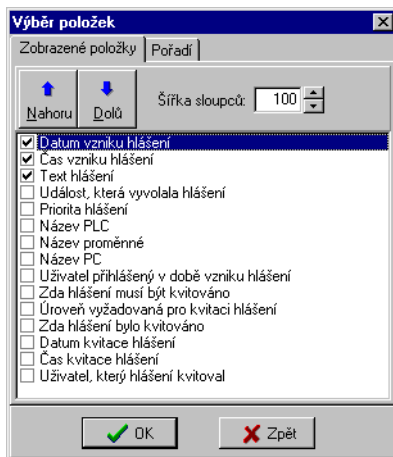 Výběr položek
Zobrazené položky Pořadí
Nahoru Dolů Šířka sloupců: 100
Datum vzniku hlášení
Čas vzniku hlášení
Text hlášení
Událost, která vyvolala hlášení
Priorita hlášení
Název PLC
Název proměnné
Název PC
Uživatel přihlášený v době vzniku hlášení
Zda hlášení musí být kvitováno
Úroveň vyžadovaná pro kvitaci hlášení
Zda hlášení bylo kvitováno
Datum kvitace hlášení
Čas kvitace hlášení
Uživatel, který hlášení kvitoval
OK Zpět